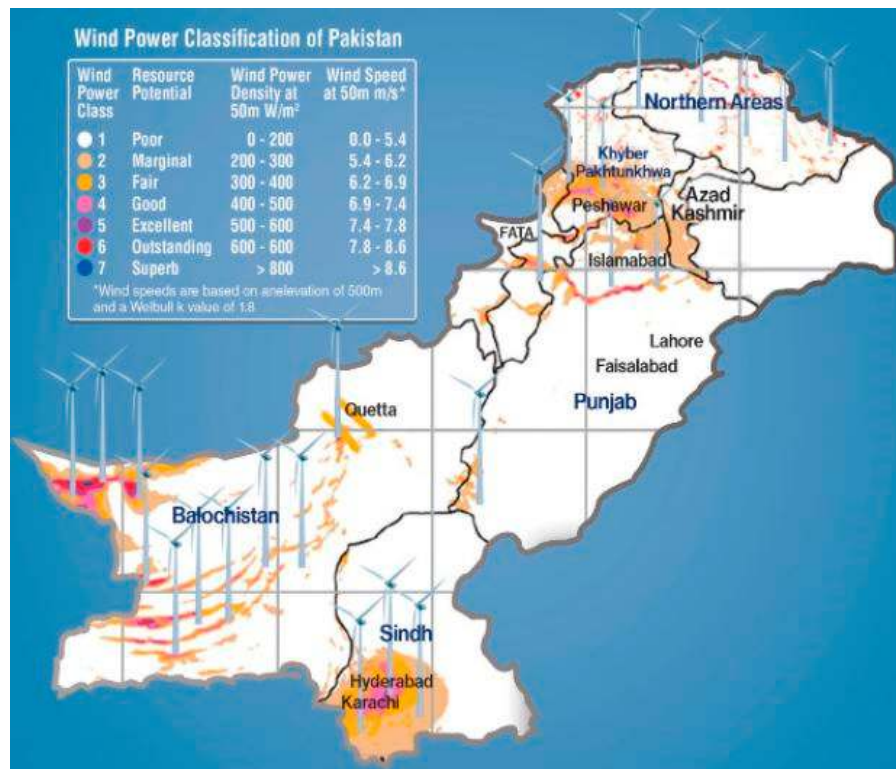 Wind Power Classification of Pakistan
Wind Power Class Resource Potential Wind Power Density at 50m W/m² Wind Speed at 50m m/s*
1 Poor 0 - 200 0.0 - 5.4
2 Marginal 200 - 300 5.4 - 6.2
3 Fair 300 - 400 6.2 - 6.9
4 Good 400 - 500 6.9 - 7.4
5 Excellent 500 - 600 7.4 - 7.8
6 Outstanding 600 - 600 7.8 - 8.6
7 Superb > 800 > 8.6
*Wind speeds are based on anelevation of 500m
and a Welbull k value of 1.8
Northern Areas
Khyber
Pakhtunkhwa
Peshewar
Azad
Kashmir
FATA
Islamabad
Lahore
Faisalabad
Punjab
Quetta
Balochistan
Sindh
Hyderabad
Karachi